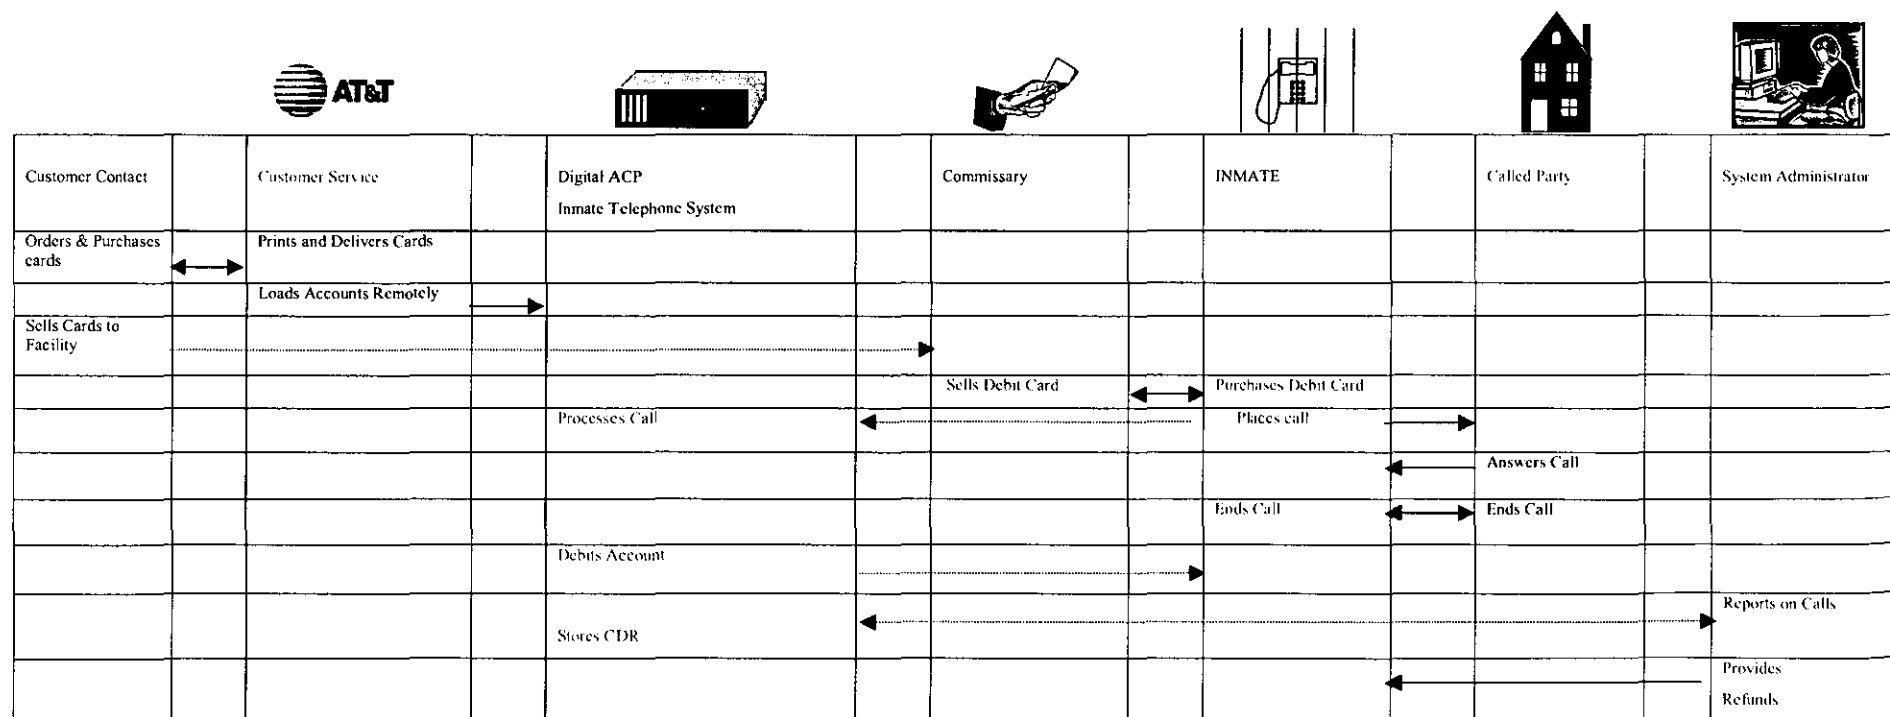 AT&T
Customer Contact
Customer Service
Digital ACP
Inmate Telephone System
Commissary
INMATE
Called Party
System Administrator
Orders & Purchases
cards
Prints and Delivers Cards
Loads Accounts Remotely
Sells Cards to
Facility
Sells Debit Card
Purchases Debit Card
Processes Call
Places call
Answers Call
Ends Call
Ends Call
Debits Account
Reports on Calls
Stores CDR
Provides
Refunds